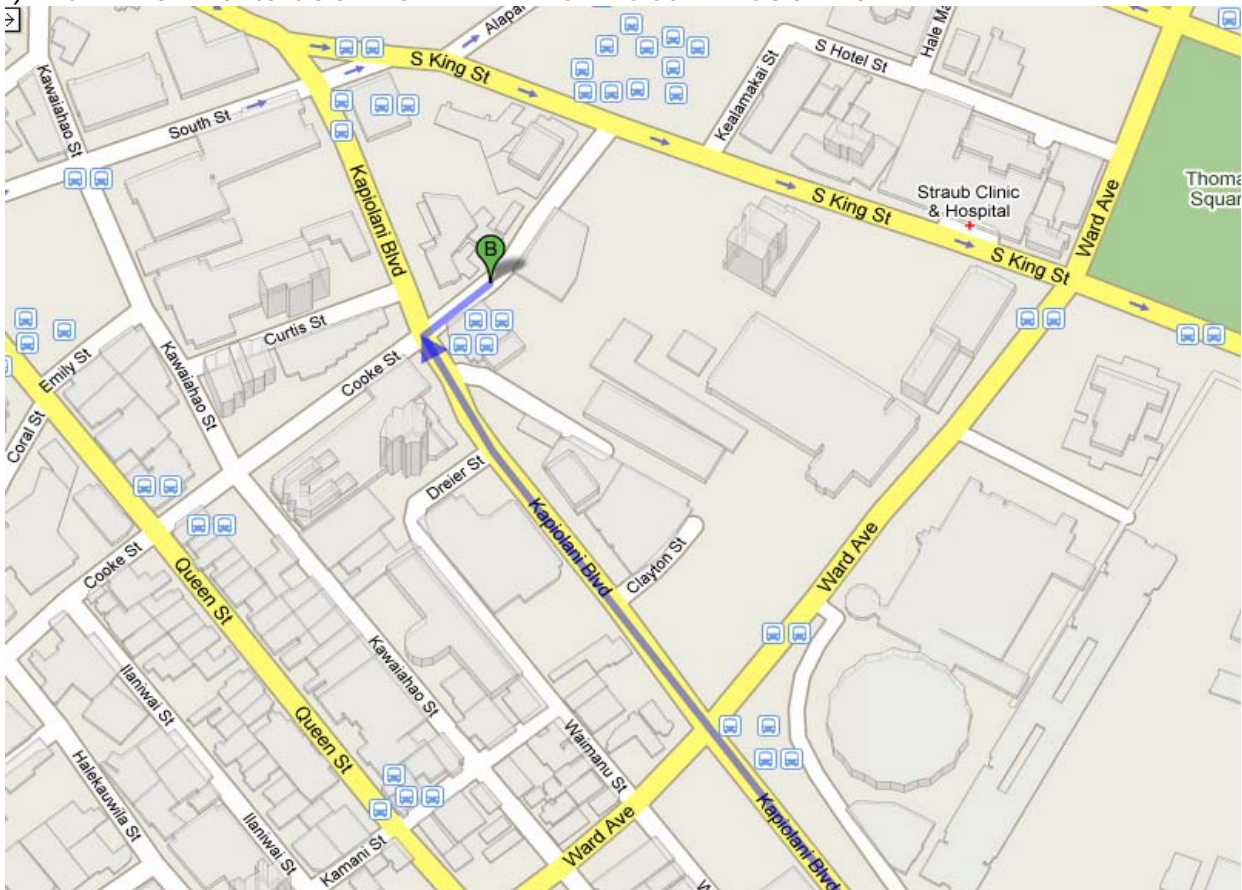 Alapa
S King St
Kealamakai St
S Hotel St
Hale Ma
Kawaiahao St
South St
Kapiolani Blvd
S King St
Straub Clinic
& Hospital
Ward Ave
Thoma
Squar
S King St
B
Curtis St
Emily St
Kawaiahao St
Cooke St
Coral St
Dreier St
Kapiolani Blvd
Clayton St
Ward Ave
Cooke St
Queen St
Kawaiahao St
Ilaniwai St
Queen St
Waimanu St
Halekauwila St
Ilaniwai St
Kamani St
Ward Ave
Kapiolani Blvd
W